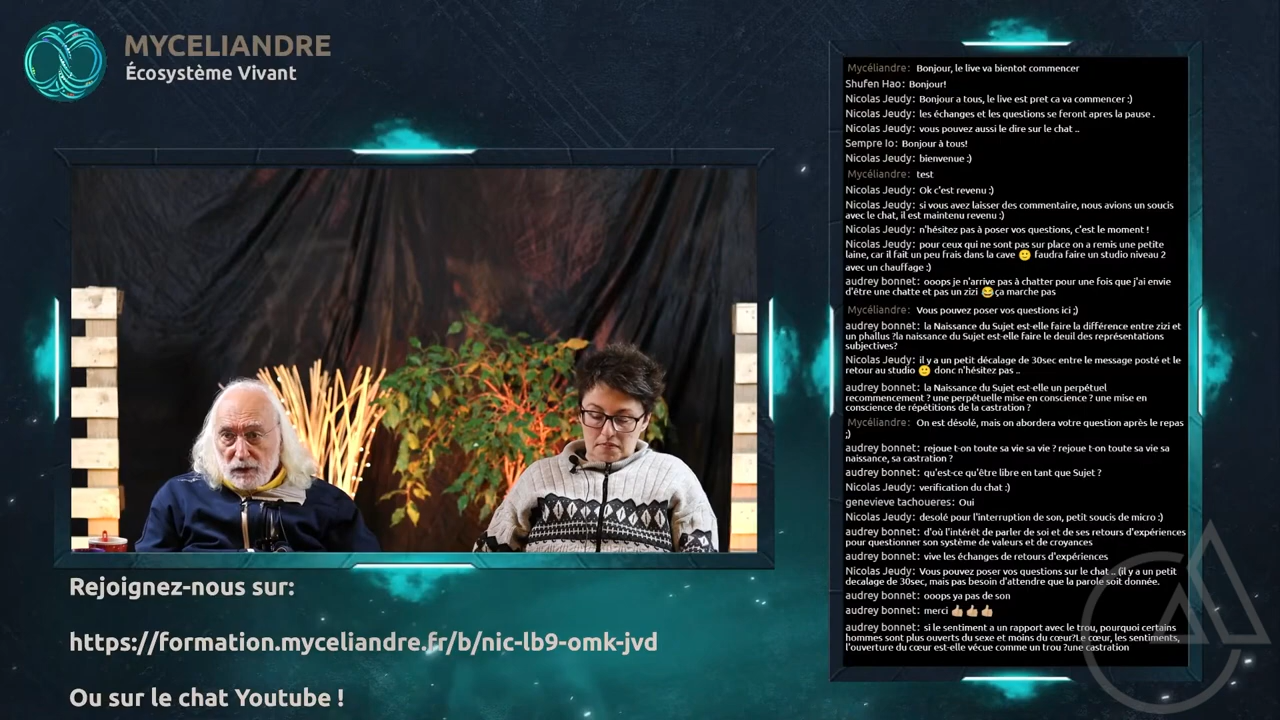 MYCELIANDRE
Écosystème Vivant
Mycéliandre: Bonjour, le live va bientot commencer
Shufen Hao: Bonjour!
Nicolas Jeudy: Bonjour a tous, le live est pret ca va commencer :)
Nicolas Jeudy: les échanges et les questions se feront apres la pause .
Nicolas Jeudy: vous pouvez aussi le dire sur le chat ..
Sempre Io: Bonjour à tous!
Nicolas Jeudy: bienvenue :)
Mycéliandre: test
Nicolas Jeudy: Ok c'est revenu :)
Nicolas Jeudy: si vous avez laisser des commentaire, nous avions un soucis
avec le chat, il est maintenu revenu :)
Nicolas Jeudy: n'hésitez pas à poser vos questions, c'est le moment !
Nicolas Jeudy: pour ceux qui ne sont pas sur place on a remis une petite
laine, car il fait un peu frais dans la cave 🙂 faudra faire un studio niveau 2
avec un chauffage :)
audrey bonnet: ooops je n'arrive pas à chatter pour une fois que j'ai envie
d'être une chatte et pas un zizi 😂ça marche pas
Mycéliandre: Vous pouvez poser vos questions ici ;)
audrey bonnet: la Naissance du Sujet est-elle faire la différence entre zizi et
un phallus ?la naissance du Sujet est-elle faire le deuil des représentations
subjectives?
Nicolas Jeudy: il y a un petit décalage de 30sec entre le message posté et le
retour au studio 🙂 donc n'hésitez pas ..
audrey bonnet: la Naissance du Sujet est-elle un perpétuel
recommencement ? une perpétuelle mise en conscience ? une mise en
conscience de répétitions de la castration ?
Mycéliandre: On est désolé, mais on abordera votre question après le repas
;)
audrey bonnet: rejoue t-on toute sa vie sa vie ? rejoue t-on toute sa vie sa
naissance, sa castration ?
audrey bonnet: qu'est-ce qu'être libre en tant que Sujet ?
Nicolas Jeudy: verification du chat :)
genevieve tachoueres: Oui
Nicolas Jeudy: desolé pour l'interruption de son, petit soucis de micro :)
audrey bonnet: d'où l'intérêt de parler de soi et de ses retours d'expériences
pour questionner son système de valeurs et de croyances
audrey bonnet: vive les échanges de retours d'expériences
Nicolas Jeudy: Vous pouvez poser vos questions sur le chat .. (il y a un petit
decalage de 30sec, mais pas besoin d'attendre que la parole soit donnée.
audrey bonnet: ooops ya pas de son
audrey bonnet: merci 👍🏼👍🏼👍🏼
audrey bonnet: si le sentiment a un rapport avec le trou, pourquoi certains
hommes sont plus ouverts du sexe et moins du cœur?Le cœur, les sentiments,
l'ouverture du cœur est-elle vécue comme un trou ?une castration
Rejoignez-nous sur:
https://formation.myceliandre.fr/b/nic-lb9-omk-jvd
Ou sur le chat Youtube !